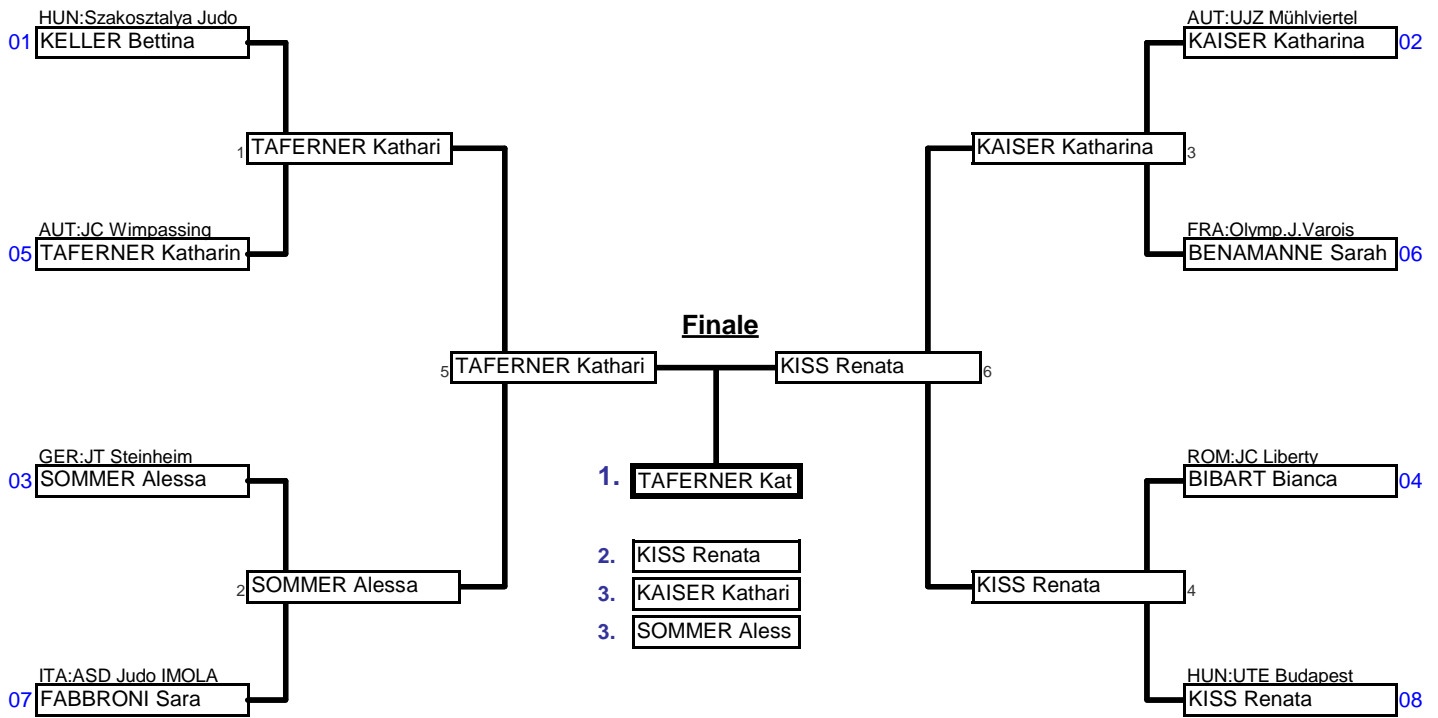 HUN:Szakosztalya Judo
01 KELLER Bettina
1 TAFERNER Kathari
AUT:JC Wimpassing
05 TAFERNER Katharin
5 TAFERNER Kathari
GER:JT Steinheim
03 SOMMER Alessa
2 SOMMER Alessa
ITA:ASD Judo IMOLA
07 FABBRONI Sara
Finale
1. TAFERNER Kat
2. KISS Renata
3. KAISER Kathari
3. SOMMER Aless
AUT:UJZ Mühlviertel
KAISER Katharina 02
KAISER Katharina 3
FRA:Olymp.J.Varois
BENAMANNE Sarah 06
KISS Renata 6
ROM:JC Liberty
BIBART Bianca 04
KISS Renata 4
HUN:UTE Budapest
KISS Renata 08